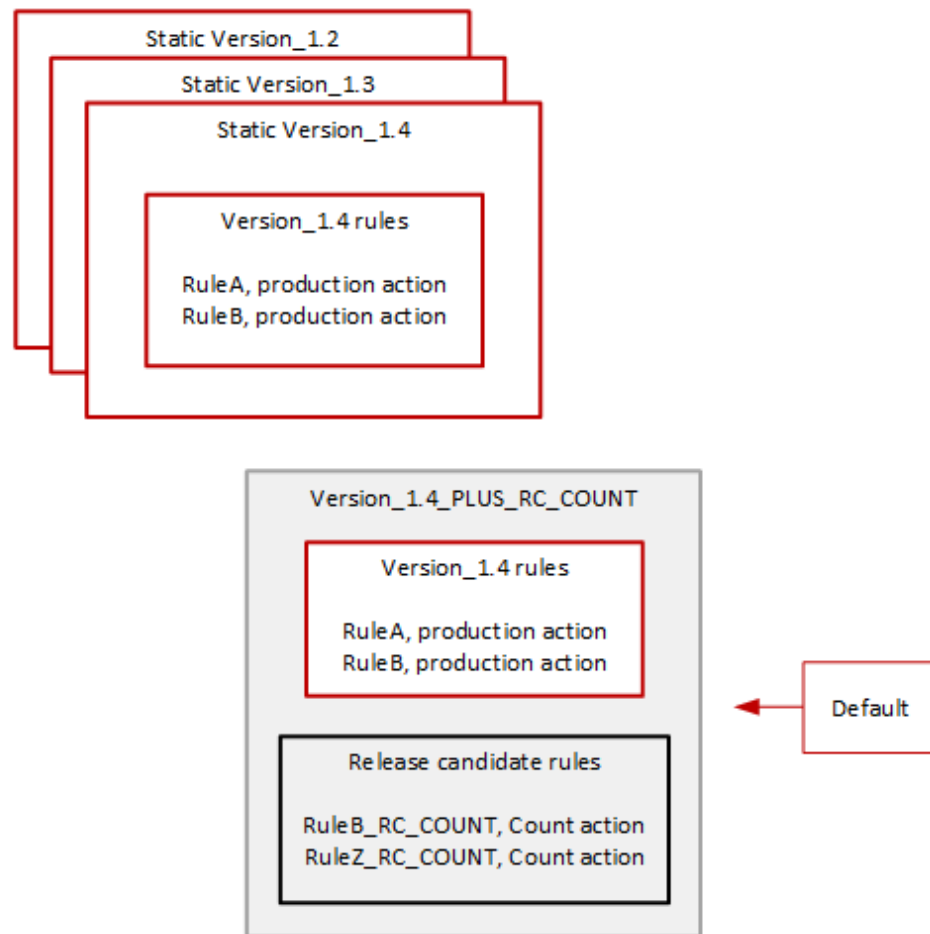 Static Version_1.2
Static Version_1.3
Static Version_1.4
Version_1.4 rules
RuleA, production action
RuleB, production action
Version_1.4_PLUS_RC_COUNT
Version_1.4 rules
RuleA, production action
RuleB, production action
Default
Release candidate rules
RuleB_RC_COUNT, Count action
RuleZ_RC_COUNT, Count action